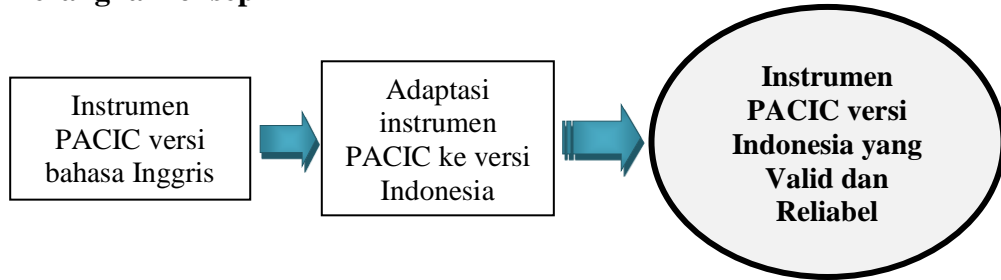 Instrumen
PACIC versi
bahasa Inggris
Adaptasi
instrumen
PACIC ke versi
Indonesia
Instrumen
PACIC versi
Indonesia yang
Valid dan
Reliabel